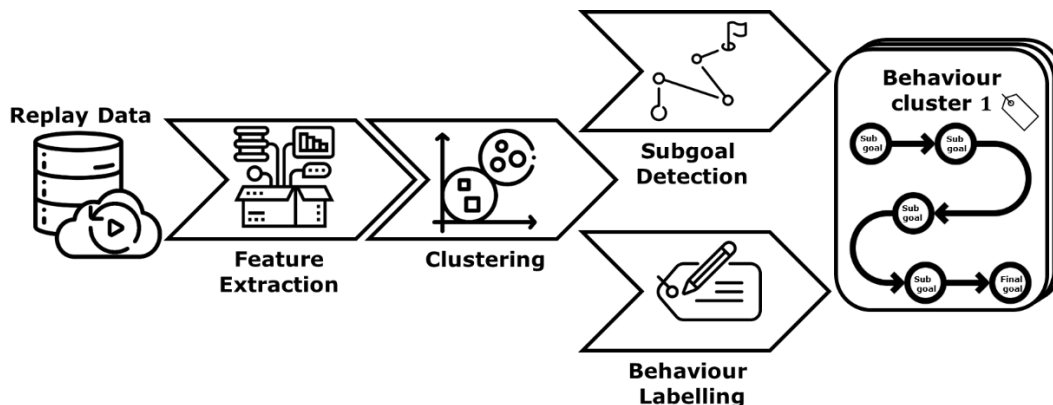 Replay Data
Feature
Extraction
Clustering
Subgoal
Detection
Behaviour
Labelling
Behaviour
cluster 1
Sub
goal
Sub
goal
Sub
goal
Sub
goal
Final
goal